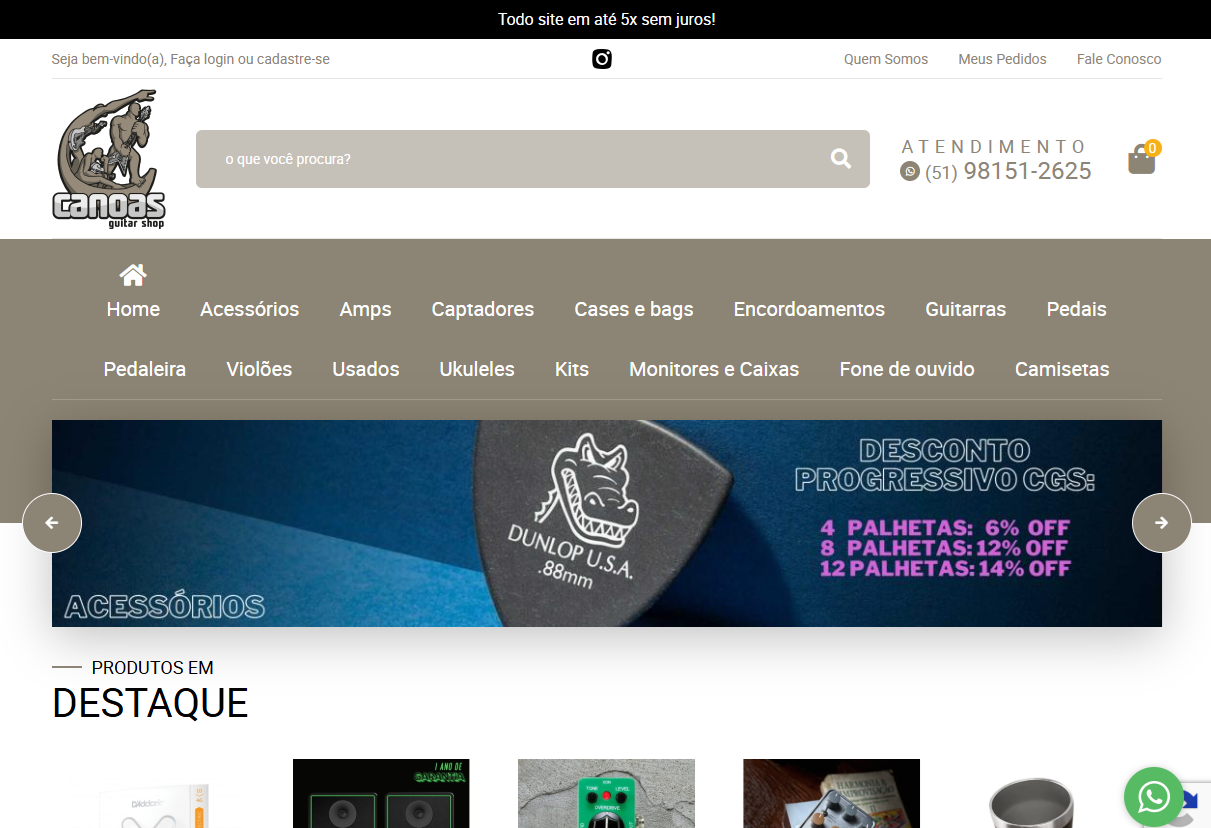 Todo site em até 5x sem juros!
Seja bem-vindo(a), Faça login ou cadastre-se
Quem Somos Meus Pedidos Fale Conosco
canoas
guitar shop
o que você procura?
ATENDIMENTO
(51) 98151-2625
0
Home Acessórios Amps Captadores Cases e bags Encordoamentos Guitarras Pedais
Pedaleira Violões Usados Ukuleles Kits Monitores e Caixas Fone de ouvido Camisetas
DESCONTO
PROGRESSIVO CGS:
DUNLOP U.S.A.
.88mm
4 PALHETAS: 6% OFF
8 PALHETAS: 12% OFF
12 PALHETAS: 14% OFF
ACESSÓRIOS
PRODUTOS EM
DESTAQUE
1 ANO DE
GARANTIA
D'Addario
TONE LEVEL
OVERDRIVE
HARMONIA &
IMPROVISAÇÃO